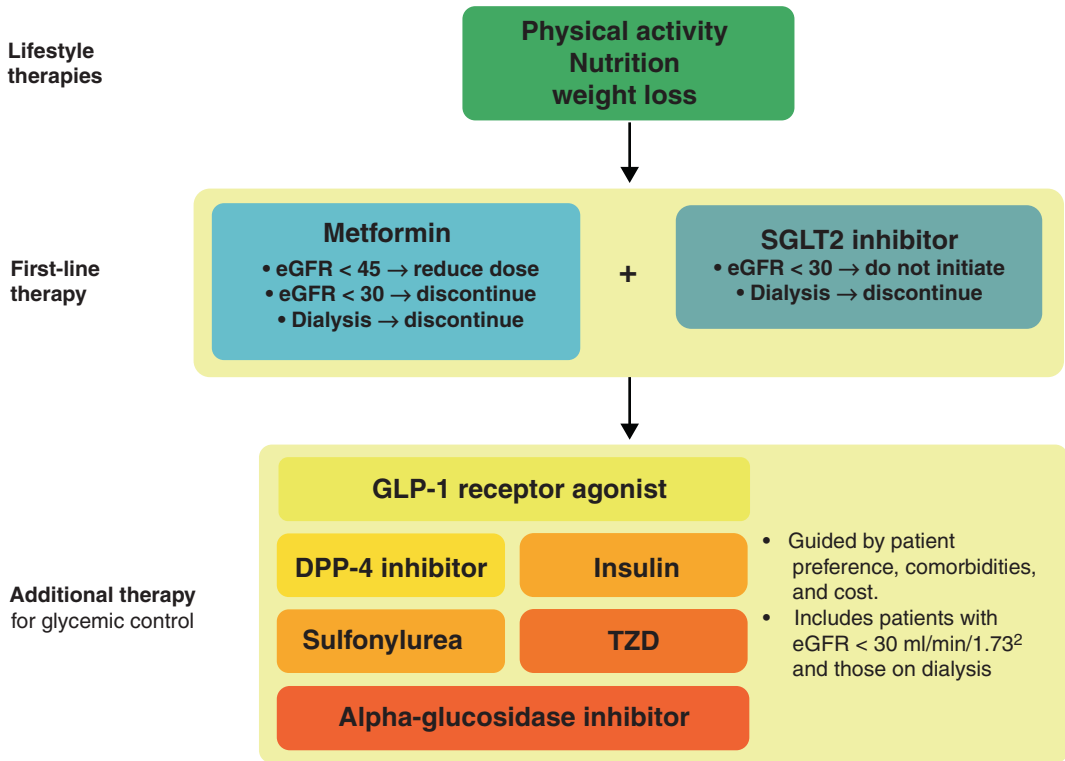 Lifestyle
therapies
Physical activity
Nutrition
weight loss
First-line
therapy
Metformin
• eGFR < 45 → reduce dose
• eGFR < 30 → discontinue
• Dialysis → discontinue
+
SGLT2 inhibitor
• eGFR < 30 → do not initiate
• Dialysis → discontinue
Additional therapy
for glycemic control
GLP-1 receptor agonist
DPP-4 inhibitor
Insulin
Sulfonylurea
TZD
Alpha-glucosidase inhibitor
• Guided by patient
preference, comorbidities,
and cost.
• Includes patients with
eGFR < 30 ml/min/1.73²
and those on dialysis